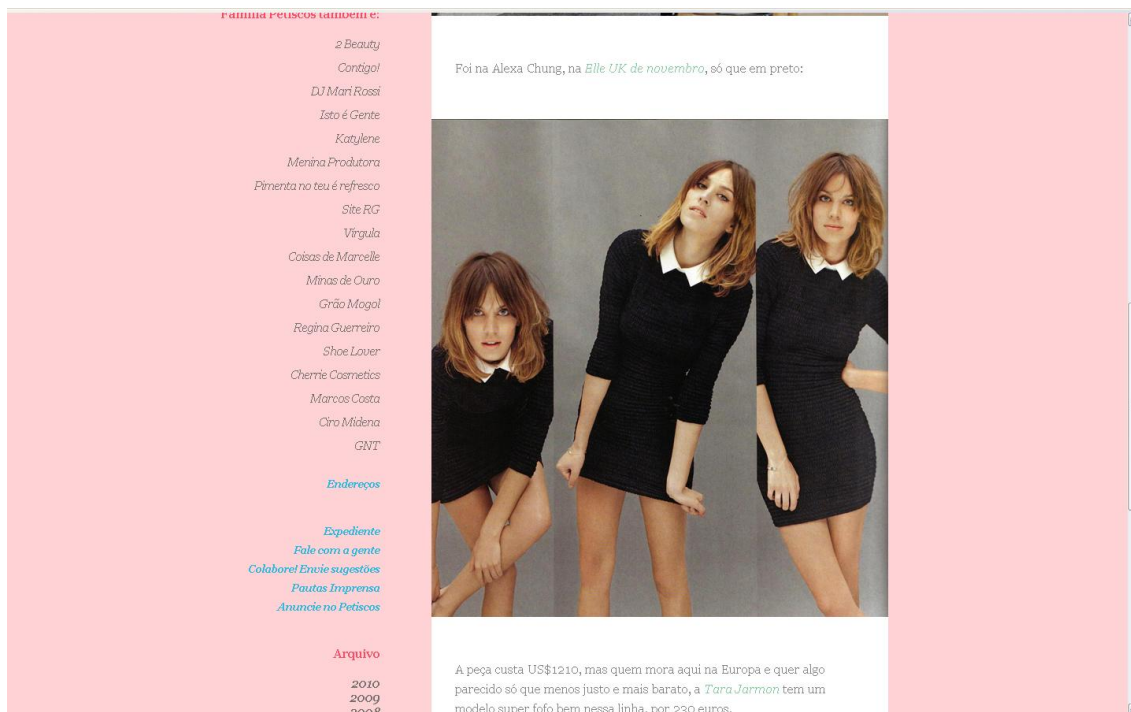 Família Petiscos também é:
2 Beauty
Contigo!
DJ Mari Rossi
Isto é Gente
Katylene
Menina Produtora
Pimenta no teu é refresco
Site RG
Vírgula
Coisas de Marcelle
Minas de Ouro
Grão Mogol
Regina Guerreiro
Shoe Lover
Cherrie Cosmetics
Marcos Costa
Ciro Midena
GNT
Endereços
Expediente
Fale com a gente
Colabore! Envie sugestões
Pautas Imprensa
Anuncie no Petiscos
Arquivo
2010
2009
2008
Foi na Alexa Chung, na Elle UK de novembro, só que em preto:
A peça custa US$1210, mas quem mora aqui na Europa e quer algo
parecido só que menos justo e mais barato, a Tara Jarmon tem um
modelo super fofo bem nessa linha, por 230 euros.